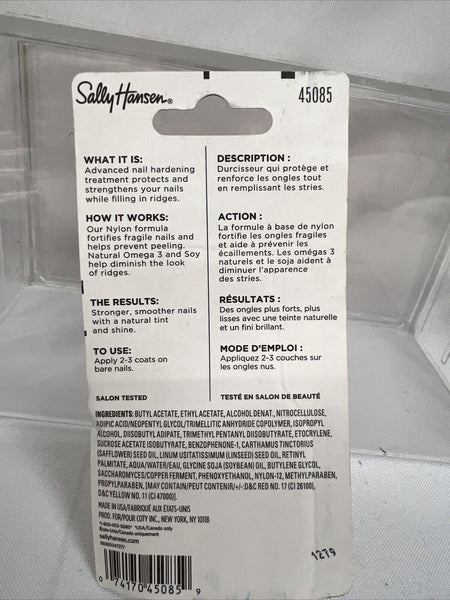 Sally Hansen®
45085
WHAT IT IS:
Advanced nail hardening
treatment protects and
strengthens your nails
while filling in ridges.
HOW IT WORKS:
Our Nylon formula
fortifies fragile nails and
helps prevent peeling.
Natural Omega 3 and Soy
help diminish the look
of ridges.
THE RESULTS:
Stronger, smoother nails
with a natural tint
and shine.
TO USE:
Apply 2-3 coats on
bare nails.
SALON TESTED
DESCRIPTION :
Durcisseur qui protège et
renforce les ongles tout
en remplissant les stries.
ACTION :
La formule à base de nylon
fortifie les ongles fragiles
et aide à prévenir les
écaillements. Les omégas 3
naturels et le soja aident à
diminuer l'apparence
des stries.
RÉSULTATS :
Des ongles plus forts, plus
lisses avec une teinte naturelle
et un fini brillant.
MODE D'EMPLOI :
Appliquez 2-3 couches sur
les ongles nus.
TESTÉ EN SALON DE BEAUTÉ
INGREDIENTS: BUTYL ACETATE, ETHYL ACETATE, ALCOHOL DENAT., NITROCELLULOSE,
ADIPIC ACID/NEOPENTYL GLYCOL/TRIMELLITIC ANHYDRIDE COPOLYMER, ISOPROPYL
ALCOHOL, DIISOBUTYL ADIPATE, TRIMETHYL PENTANYL DIISOBUTYRATE, ETOCRYLENE,
SUCROSE ACETATE ISOBUTYRATE, BENZOPHENONE-1, CARTHAMUS TINCTORIUS
(SAFFLOWER) SEED OIL, LINUM USITATISSIMUM (LINSEED) SEED OIL, RETINYL
PALMITATE, AQUA/WATER/EAU, GLYCINE SOJA (SOYBEAN) OIL, BUTYLENE GLYCOL,
SACCHAROMYCES/COPPER FERMENT, PHENOXYETHANOL, NYLON-12, METHYLPARABEN,
PROPYLPARABEN, [MAY CONTAIN/PEUT CONTENIR/+/-:D&C RED NO. 17 (CI 26100),
D&C YELLOW NO. 11 (CI 47000)].
MADE IN USA/FABRIQUÉ AUX ÉTATS-UNIS
PROD. FOR/POUR COTY INC., NEW YORK, NY 10118
*USA/Canada only
États-Unis/Canada uniquement
sallyhansen.com
0 74170 45085 9
1279